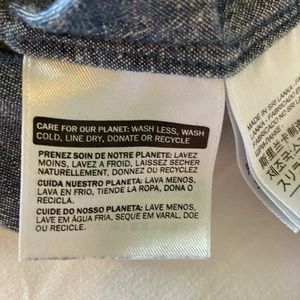 CARE FOR OUR PLANET: WASH LESS, WASH
COLD, LINE DRY, DONATE OR RECYCLE
PRENEZ SOIN DE NOTRE PLANETE: LAVEZ
MOINS, LAVEZ A FROID, LAISSEZ SECHER
NATURELLEMENT, DONNEZ OU RECYCLEZ
CUIDA NUESTRO PLANETA: LAVA MENOS,
LAVA EN FRIO, TIENDE LA ROPA, DONA O
RECICLA.
CUIDE DO NOSSO PLANETA: LAVE MENOS,
LAVE EM ÁGUA FRIA, SEQUE EM VARAL, DOE
OU RECICLE.
MADE IN SRI LANKA